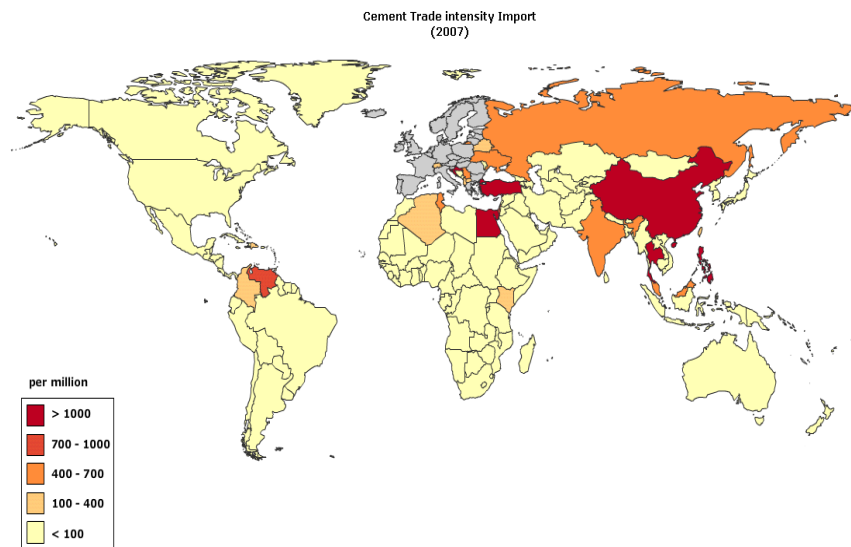 Cement Trade intensity Import
(2007)
per million
> 1000
700 - 1000
400 - 700
100 - 400
< 100